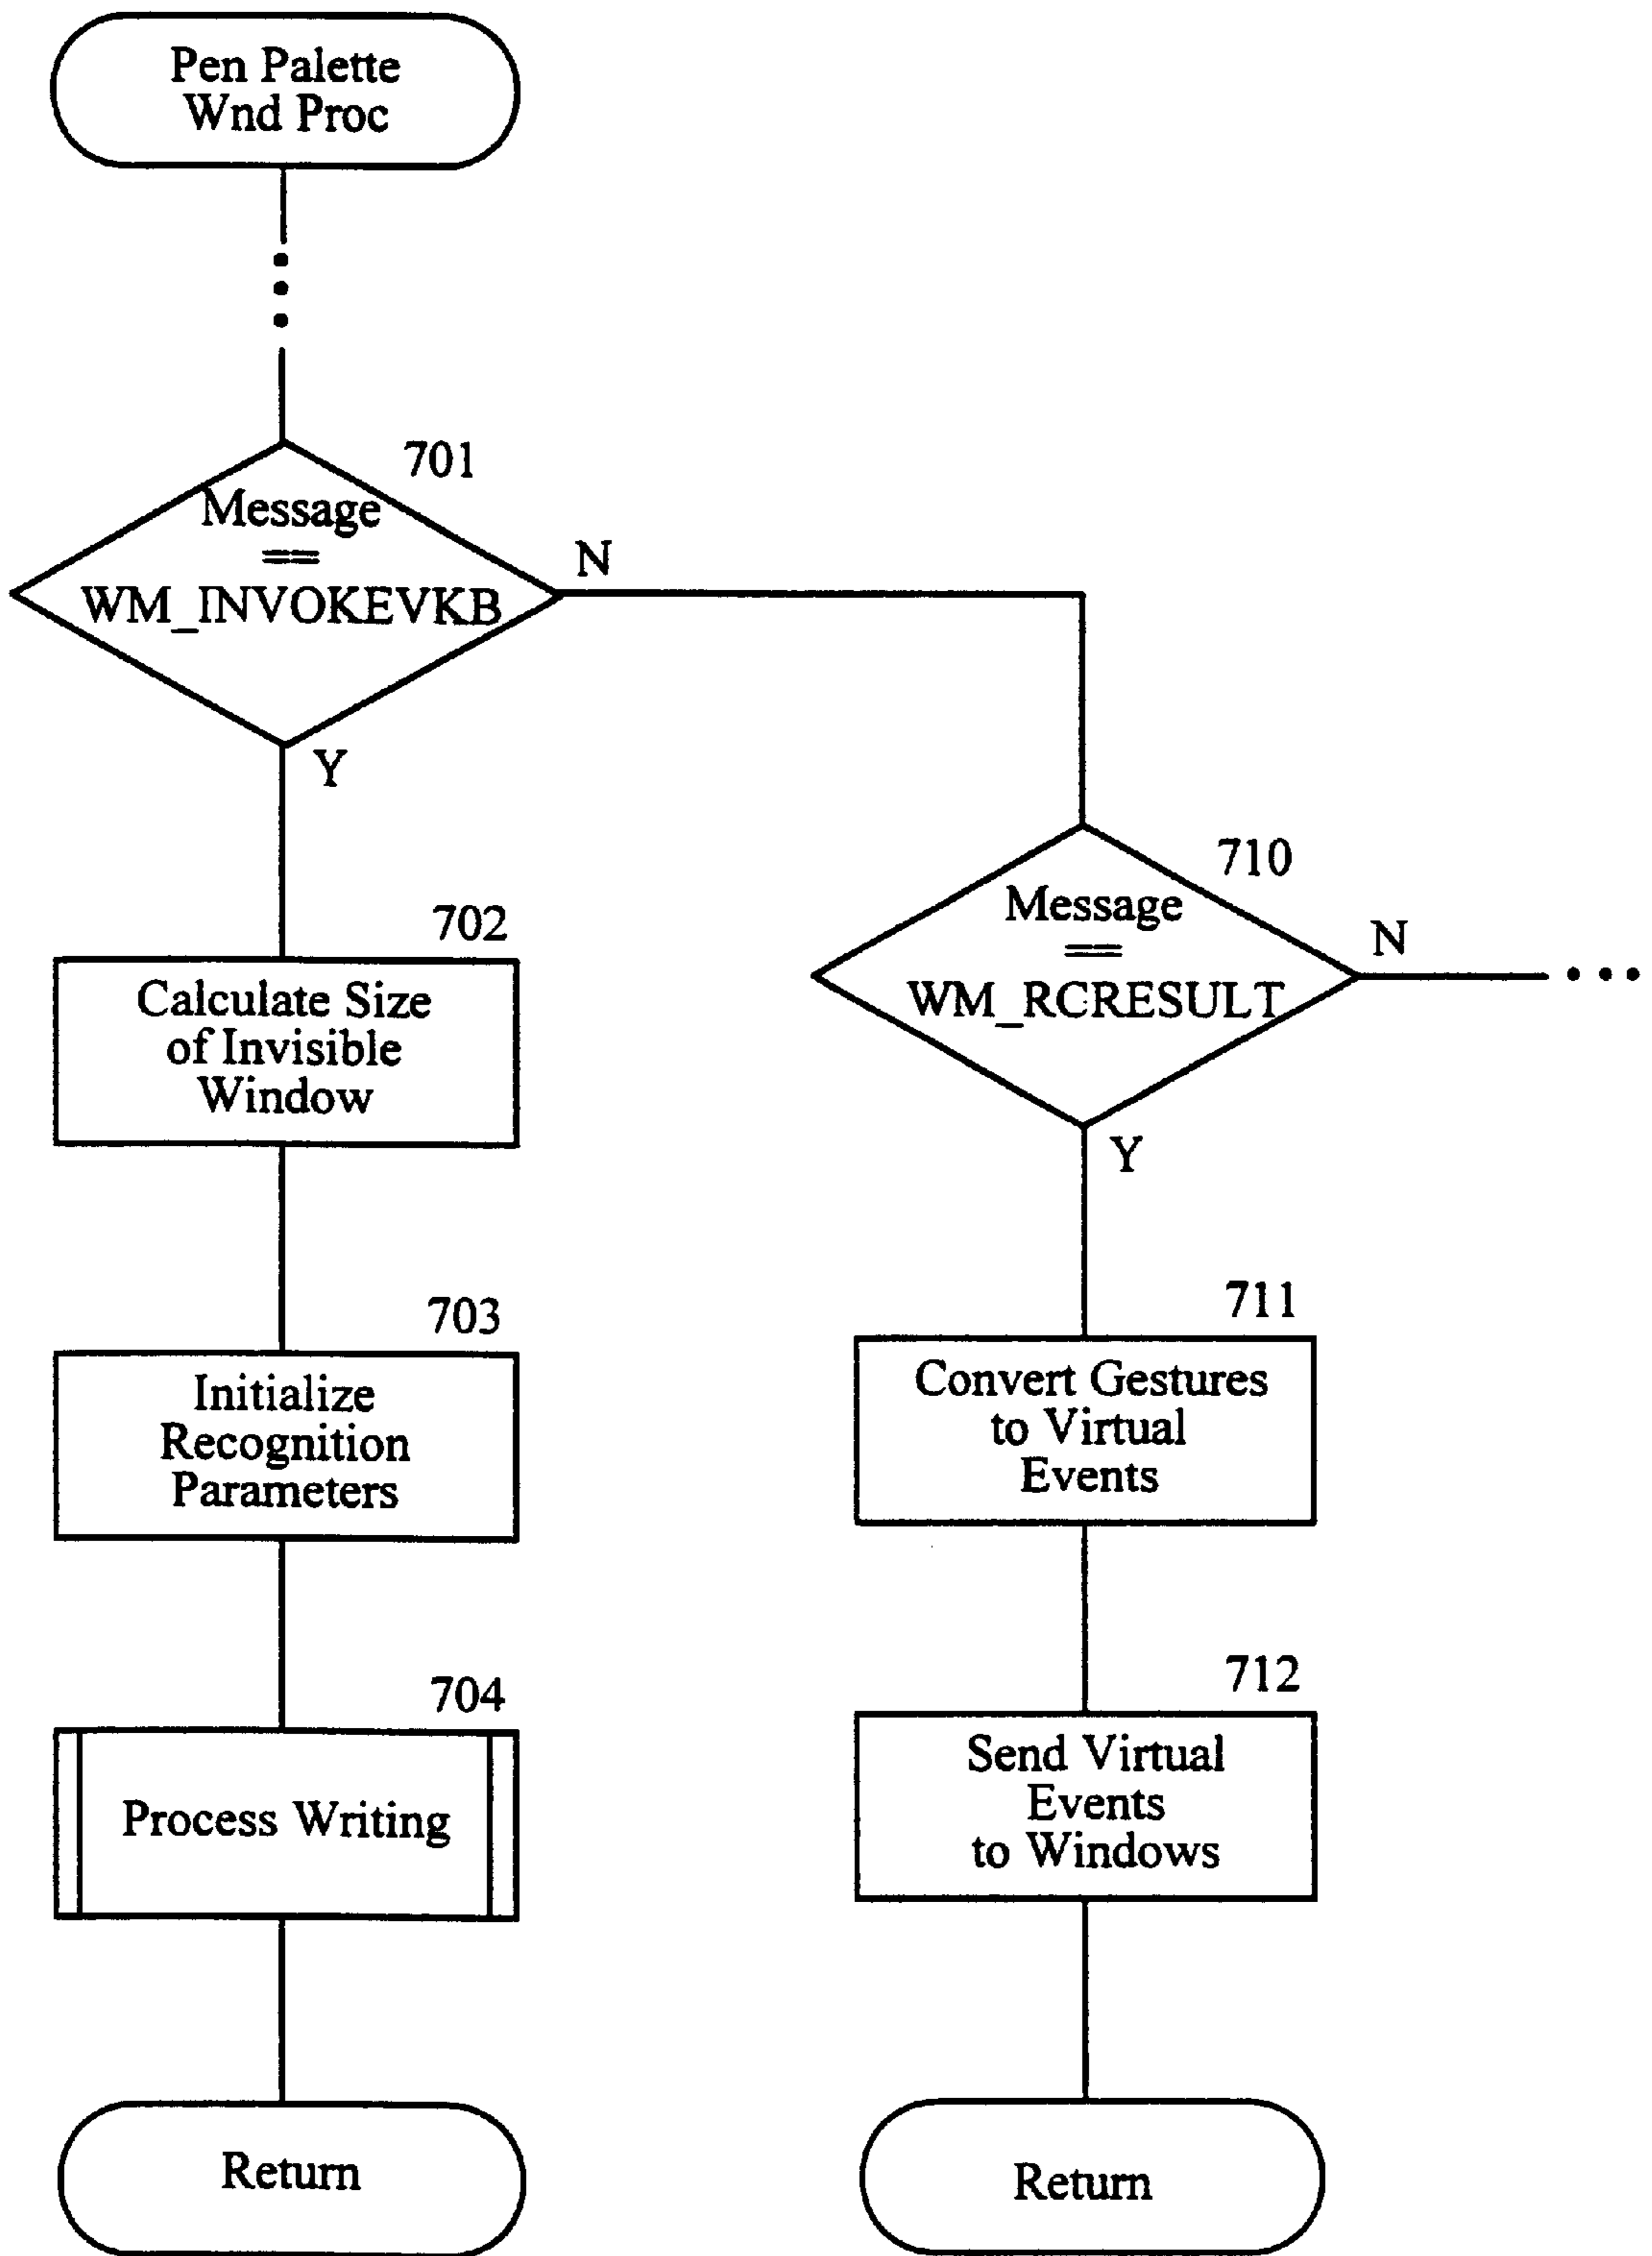 Pen Palette
Wnd Proc
701
Message
==
WM_INVOKEVKB
N
Y
702
Calculate Size
of Invisible
Window
703
Initialize
Recognition
Parameters
704
Process Writing
Return
710
Message
==
WM_RCRESULT
N
Y
711
Convert Gestures
to Virtual
Events
712
Send Virtual
Events
to Windows
Return